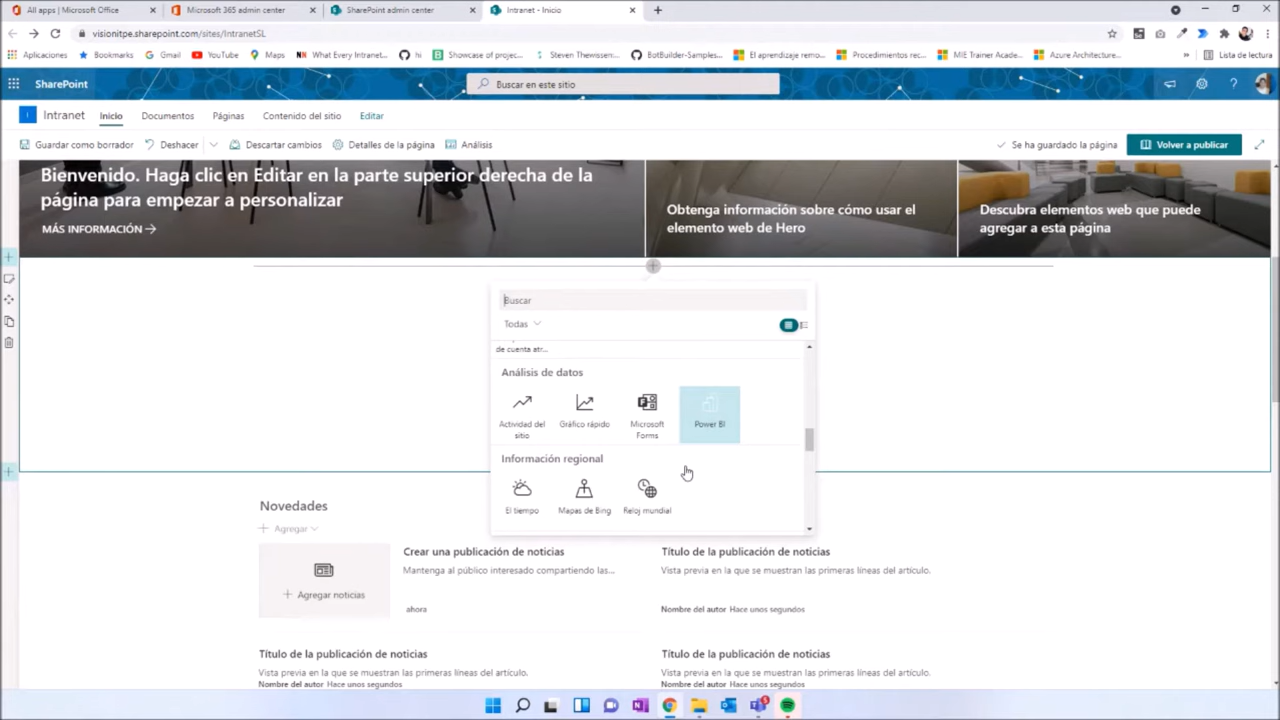 All apps | Microsoft Office
Microsoft 365 admin center
SharePoint admin center
Intranet - Inicio
visionitpe.sharepoint.com/sites/IntranetSL
Aplicaciones
Bookmarks
Gmail
YouTube
Maps
What Every Intranet...
hi
Showcase of projec...
Steven Thewissen...
BotBuilder-Samples...
El aprendizaje remo...
Procedimientos rec...
MIE Trainer Academ...
Azure Architecture...
Lista de lectura
SharePoint
Buscar en este sitio
Intranet
Inicio
Documentos
Páginas
Contenido del sitio
Editar
Guardar como borrador
Deshacer
Descartar cambios
Detalles de la página
Análisis
Se ha guardado la página
Volver a publicar
Bienvenido. Haga clic en Editar en la parte superior derecha de la
página para empezar a personalizar
MÁS INFORMACIÓN
Obtenga información sobre cómo usar el
elemento web de Hero
Descubra elementos web que puede
agregar a esta página
Buscar
Todas
de cuenta atr...
Análisis de datos
Actividad del
sitio
Gráfico rápido
Microsoft
Forms
Power BI
Información regional
El tiempo
Mapas de Bing
Reloj mundial
Novedades
Agregar
Agregar noticias
Crear una publicación de noticias
Mantenga al público interesado compartiendo las...
ahora
Título de la publicación de noticias
Vista previa en la que se muestran las primeras líneas del artículo.
Nombre del autor Hace unos segundos
Título de la publicación de noticias
Vista previa en la que se muestran las primeras líneas del artículo.
Nombre del autor Hace unos segundos
Título de la publicación de noticias
Vista previa en la que se muestran las primeras líneas del artículo.
Nombre del autor Hace unos segundos